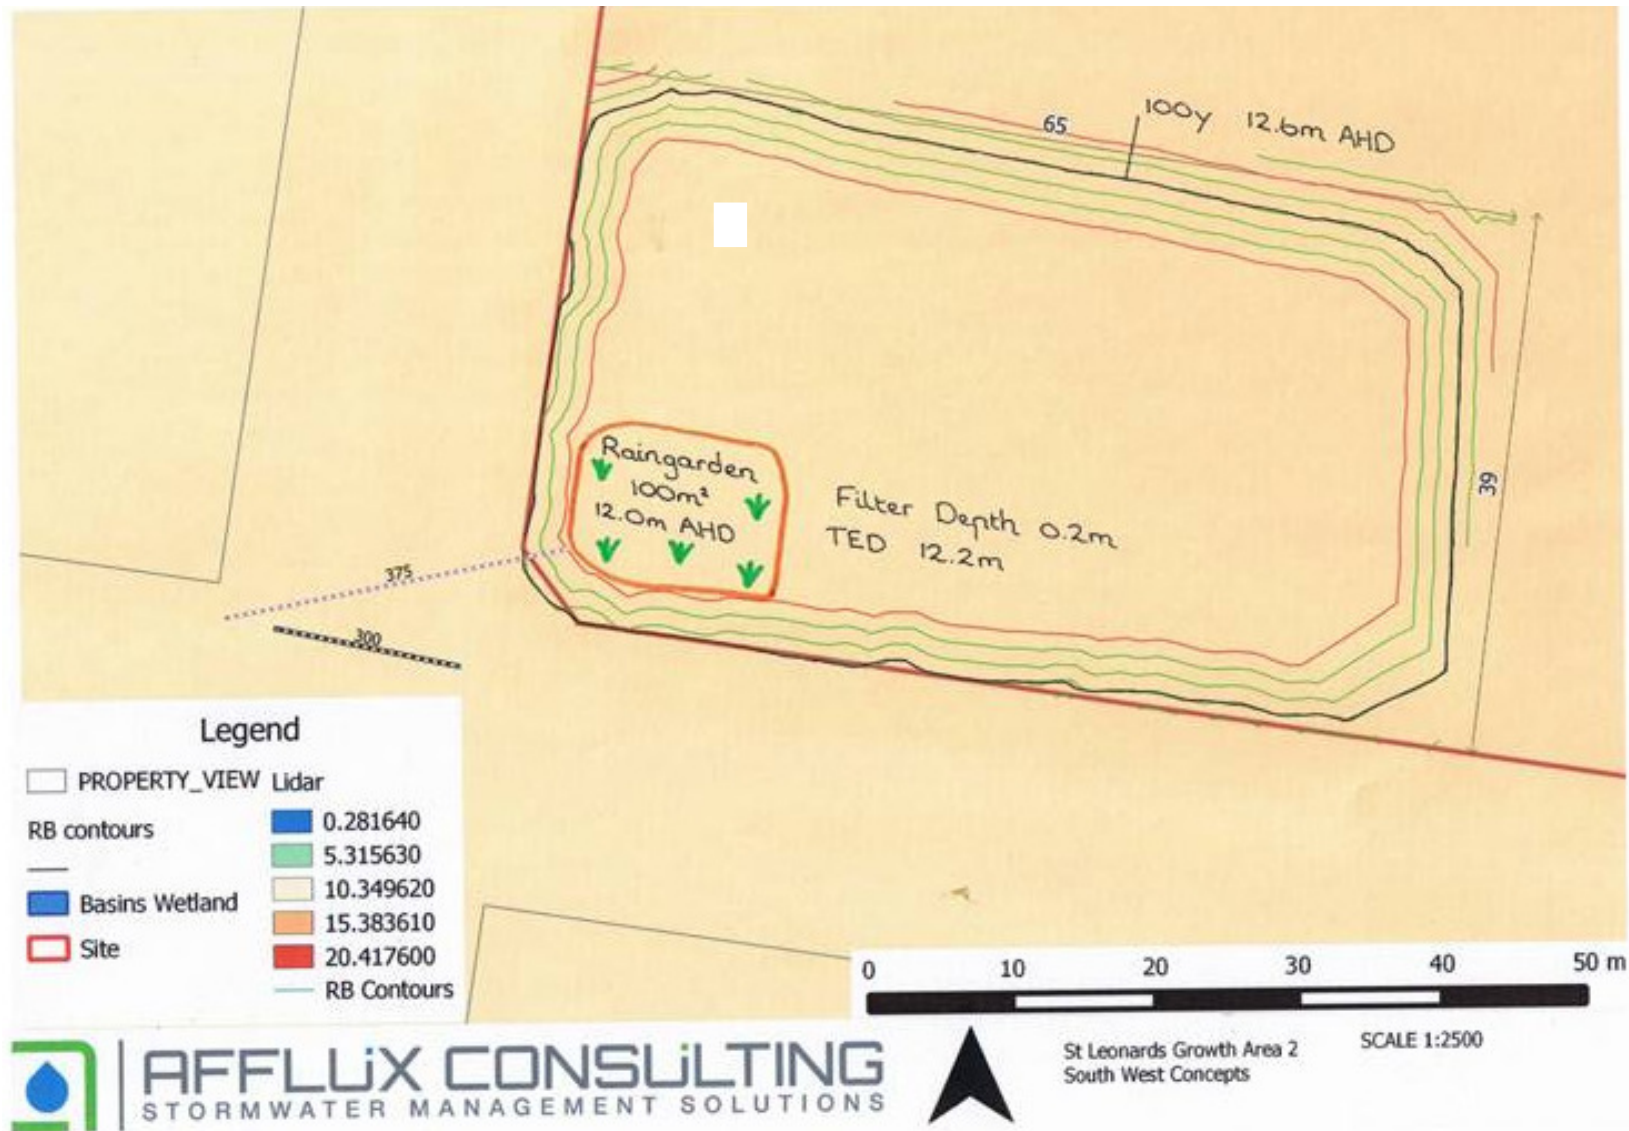 65
100y 12.6m AHD
39
Raingarden
100m²
12.0m AHD
Filter Depth 0.2m
TED 12.2m
375
300
Legend
PROPERTY_VIEW
RB contours
Basins Wetland
Site
Lidar
0.281640
5.315630
10.349620
15.383610
20.417600
RB Contours
0 10 20 30 40 50 m
St Leonards Growth Area 2
South West Concepts
SCALE 1:2500
AFFLUX CONSULTING
STORMWATER MANAGEMENT SOLUTIONS